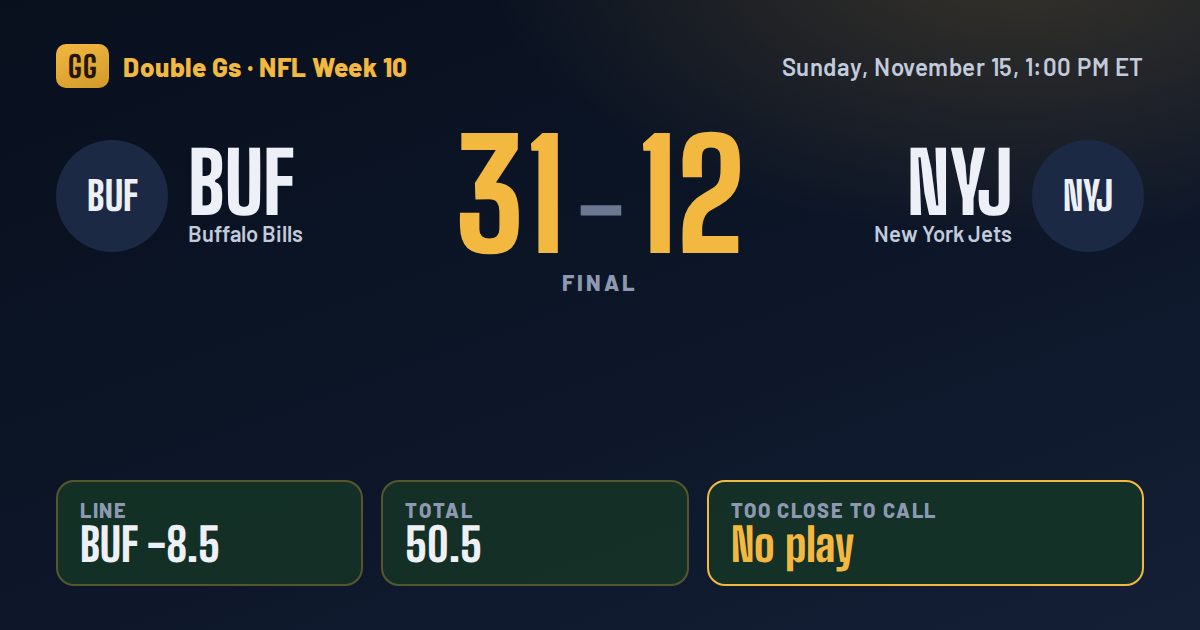 GG Double Gs · NFL Week 10
Sunday, November 15, 1:00 PM ET
BUF
BUF
Buffalo Bills
31 – 12
FINAL
NYJ
New York Jets
NYJ
LINE
BUF −8.5
TOTAL
50.5
TOO CLOSE TO CALL
No play